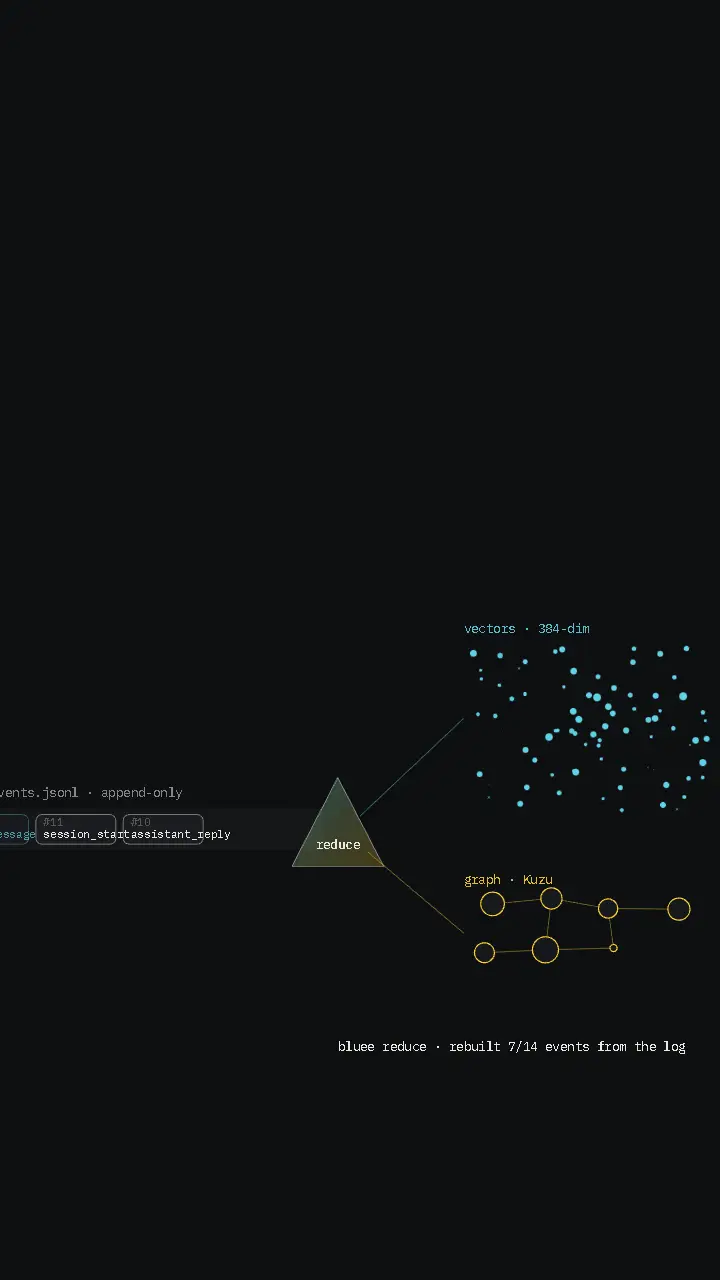 vectors · 384-dim
vents.jsonl · append-only
#11
#10
essage
session_start
assistant_reply
reduce
graph · Kuzu
bluee reduce · rebuilt 7/14 events from the log